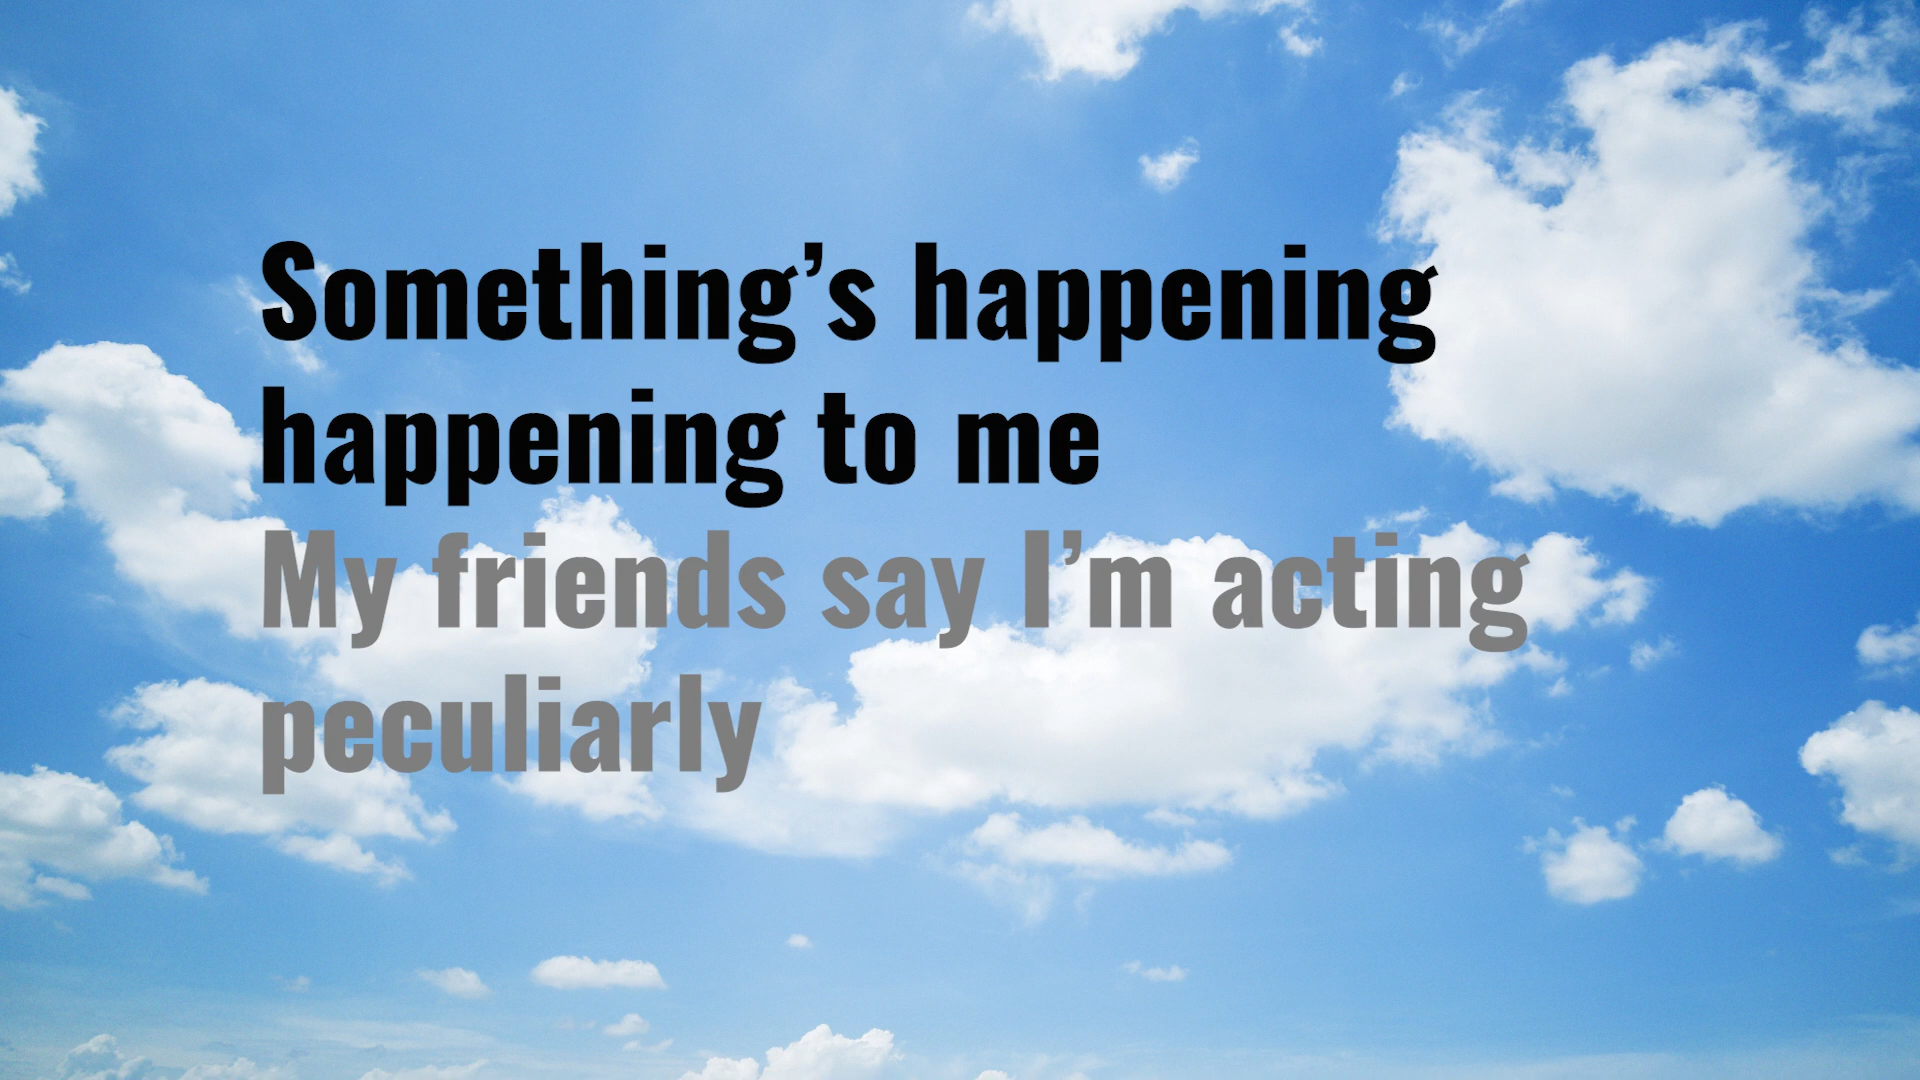 Something’s happening
happening to me
My friends say I’m acting
peculiarly